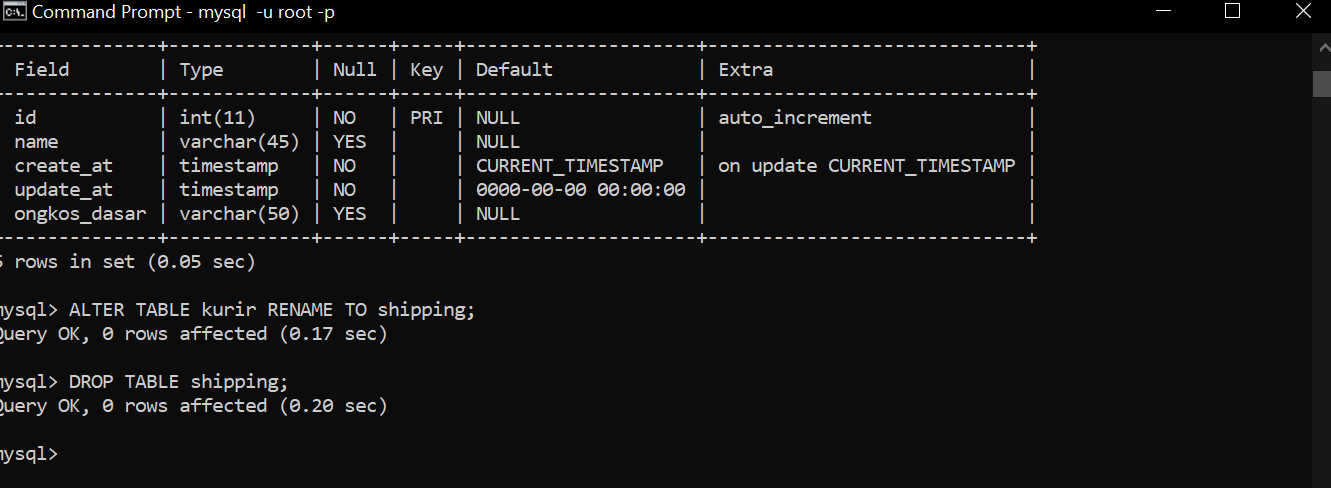 Command Prompt - mysql  -u root -p
--------------+-------------+------+-----+---------------------+-----------------------------+
 Field        | Type        | Null | Key | Default             | Extra                       |
--------------+-------------+------+-----+---------------------+-----------------------------+
 id           | int(11)     | NO   | PRI | NULL                | auto_increment              |
 name         | varchar(45) | YES  |     | NULL                |                             |
 create_at    | timestamp   | NO   |     | CURRENT_TIMESTAMP   | on update CURRENT_TIMESTAMP |
 update_at    | timestamp   | NO   |     | 0000-00-00 00:00:00 |                             |
 ongkos_dasar | varchar(50) | YES  |     | NULL                |                             |
--------------+-------------+------+-----+---------------------+-----------------------------+
5 rows in set (0.05 sec)
mysql> ALTER TABLE kurir RENAME TO shipping;
Query OK, 0 rows affected (0.17 sec)
mysql> DROP TABLE shipping;
Query OK, 0 rows affected (0.20 sec)
mysql>